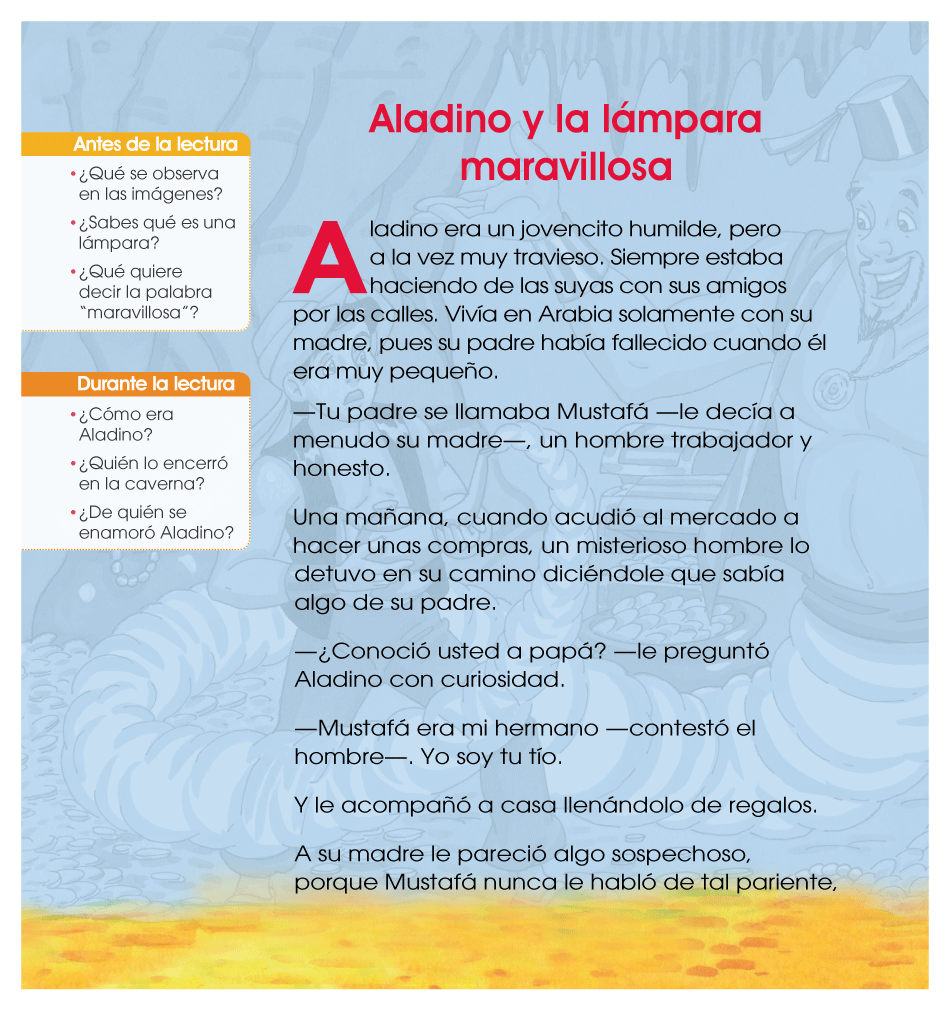 Aladino y la lámpara
maravillosa
Antes de la lectura
• ¿Qué se observa
en las imágenes?
• ¿Sabes qué es una
lámpara?
• ¿Qué quiere
decir la palabra
“maravillosa”?
Durante la lectura
• ¿Cómo era
Aladino?
• ¿Quién lo encerró
en la caverna?
• ¿De quién se
enamoró Aladino?
Aladino era un jovencito humilde, pero
a la vez muy travieso. Siempre estaba
haciendo de las suyas con sus amigos
por las calles. Vivía en Arabia solamente con su
madre, pues su padre había fallecido cuando él
era muy pequeño.
—Tu padre se llamaba Mustafá —le decía a
menudo su madre—, un hombre trabajador y
honesto.
Una mañana, cuando acudió al mercado a
hacer unas compras, un misterioso hombre lo
detuvo en su camino diciéndole que sabía
algo de su padre.
—¿Conoció usted a papá? —le preguntó
Aladino con curiosidad.
—Mustafá era mi hermano —contestó el
hombre—. Yo soy tu tío.
Y le acompañó a casa llenándolo de regalos.
A su madre le pareció algo sospechoso,
porque Mustafá nunca le habló de tal pariente,